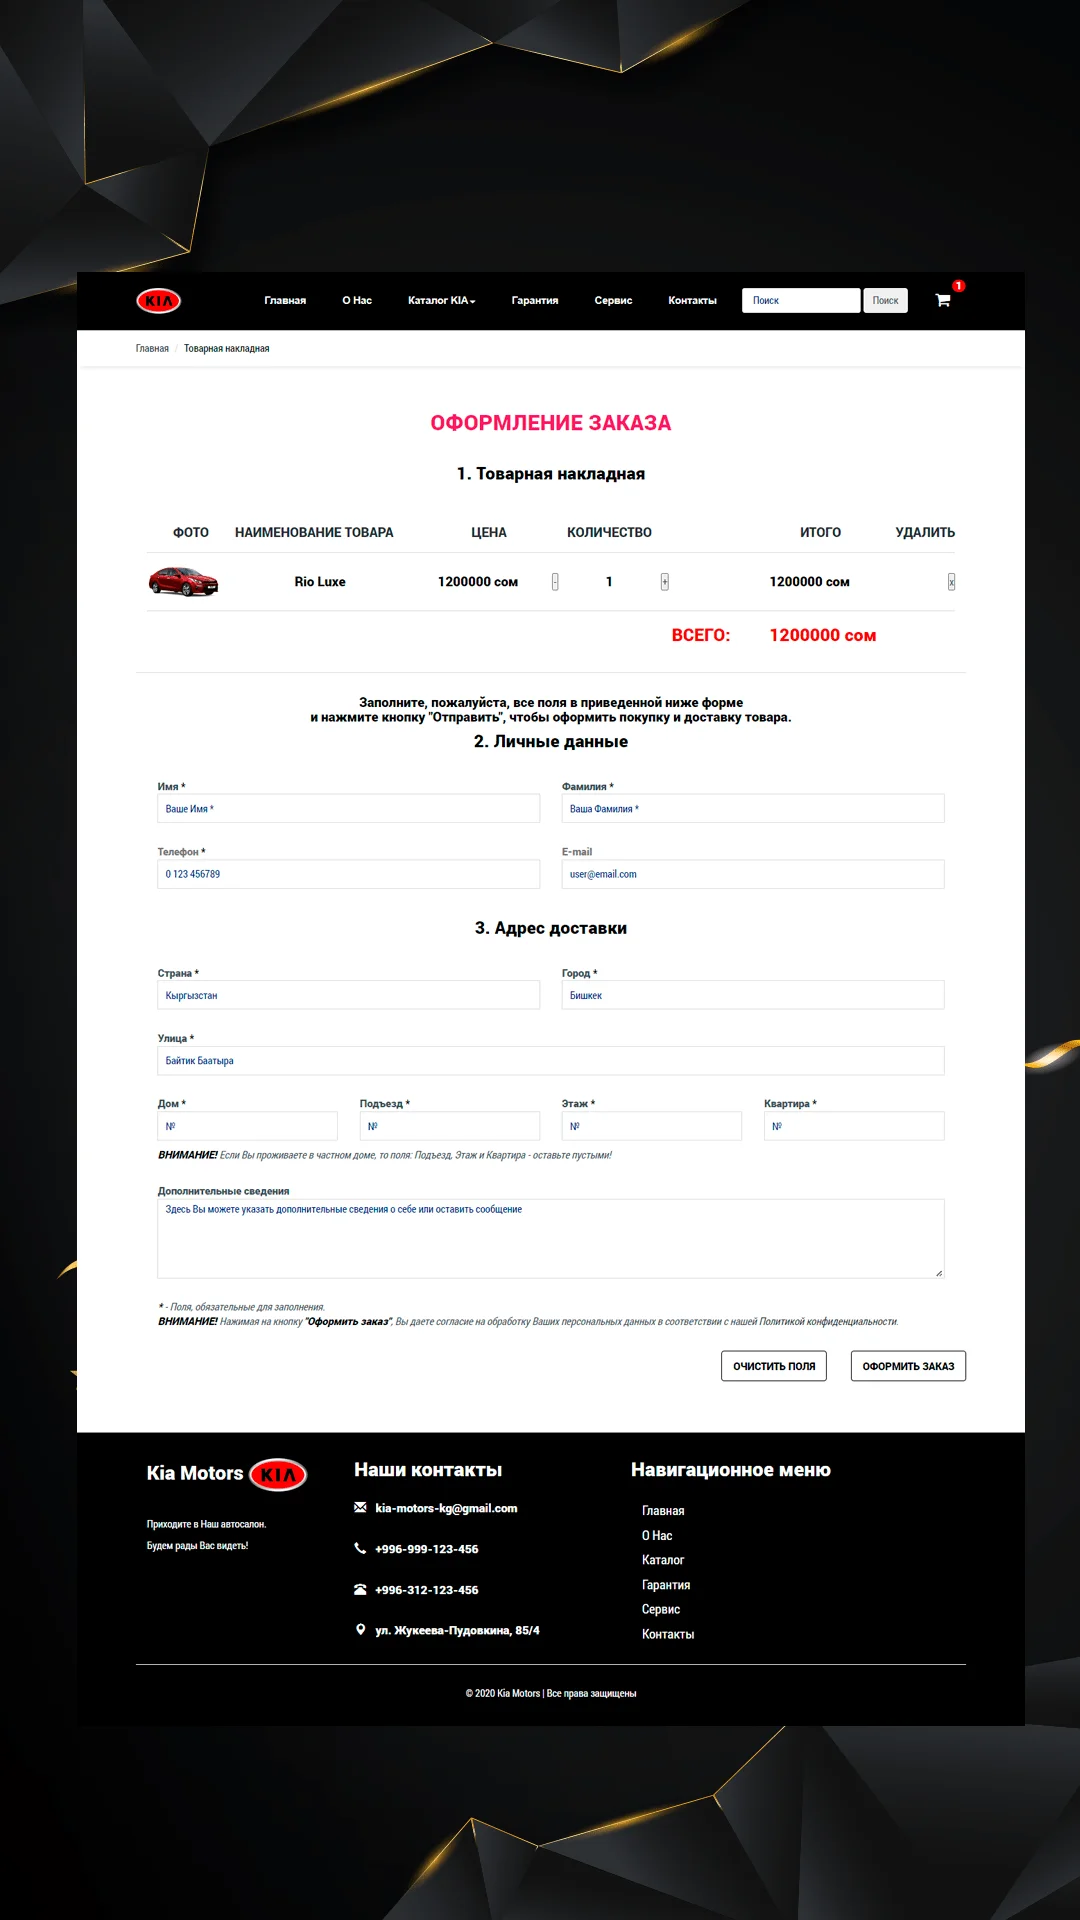 KIA Главная О Нас Каталог KIA Гарантия Сервис Контакты Поиск Поиск 1
Главная / Товарная накладная
ОФОРМЛЕНИЕ ЗАКАЗА
1. Товарная накладная
ФОТО НАИМЕНОВАНИЕ ТОВАРА ЦЕНА КОЛИЧЕСТВО ИТОГО УДАЛИТЬ
Rio Luxe 1200000 сом - 1 + 1200000 сом x
ВСЕГО: 1200000 сом
Заполните, пожалуйста, все поля в приведенной ниже форме
и нажмите кнопку "Отправить", чтобы оформить покупку и доставку товара.
2. Личные данные
Имя * Фамилия *
Ваше Имя * Ваша Фамилия *
Телефон * E-mail
0 123 456789 user@email.com
3. Адрес доставки
Страна * Город *
Кыргызстан Бишкек
Улица *
Байтик Баатыра
Дом * Подъезд * Этаж * Квартира *
№ № № №
ВНИМАНИЕ! Если Вы проживаете в частном доме, то поля: Подъезд, Этаж и Квартира - оставьте пустыми!
Дополнительные сведения
Здесь Вы можете указать дополнительные сведения о себе или оставить сообщение
* - Поля, обязательные для заполнения.
ВНИМАНИЕ! Нажимая на кнопку "Оформить заказ", Вы даете согласие на обработку Ваших персональных данных в соответствии с нашей Политикой конфиденциальности.
ОЧИСТИТЬ ПОЛЯ ОФОРМИТЬ ЗАКАЗ
Kia Motors KIA
Приходите в Наш автосалон.
Будем рады Вас видеть!
Наши контакты
kia-motors-kg@gmail.com
+996-999-123-456
+996-312-123-456
ул. Жукеева-Пудовкина, 85/4
Навигационное меню
Главная
О Нас
Каталог
Гарантия
Сервис
Контакты
© 2020 Kia Motors | Все права защищены